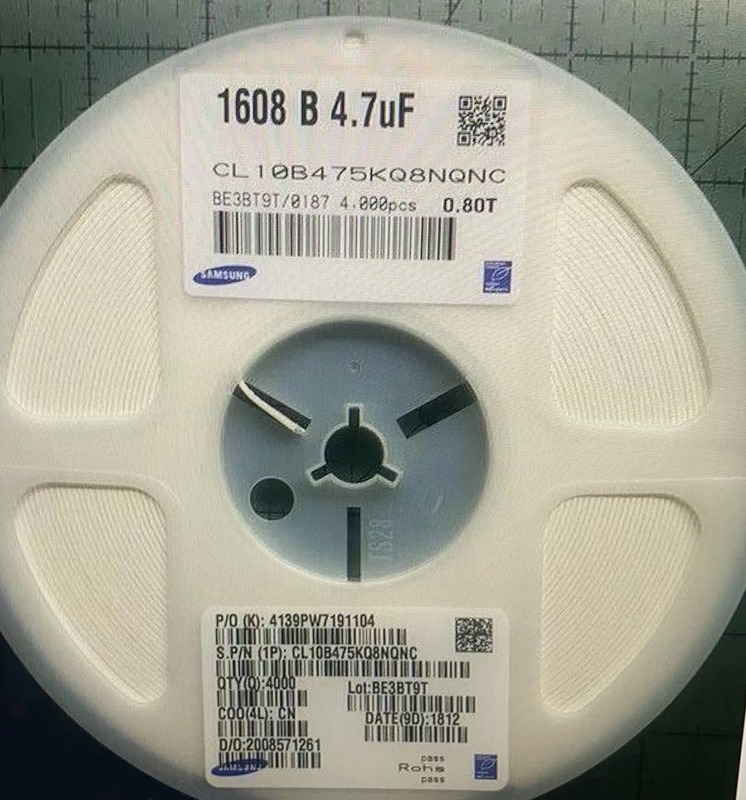 1608 B 4.7uF
CL10B475KQ8NQNC
BE3BT9T/0187 4,000pcs 0.80T
SAMSUNG
TS28
P/O (K): 4139PW7191104
S.P/N (1P): CL10B475KQ8NQNC
QTY(Q):4000
Lot:BE3BT9T
COO(4L): CN
DATE(9D):1812
D/O:2008571261
SAMSUNG
pass
Rohs
pass